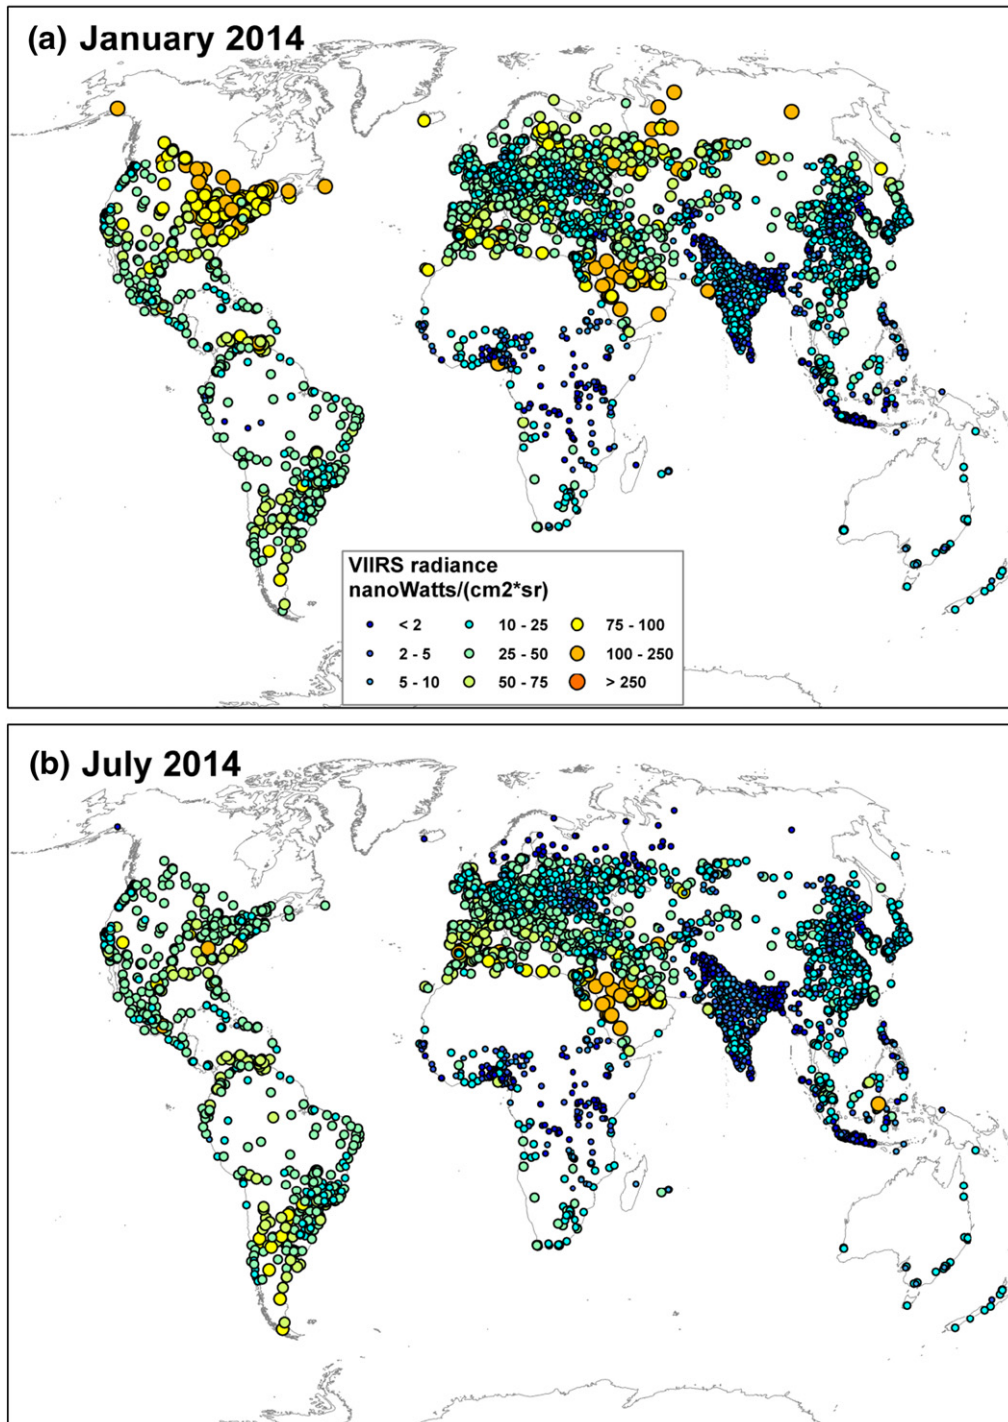 (a) January 2014
VIIRS radiance
nanoWatts/(cm2*sr)
< 2 10 - 25 75 - 100
2 - 5 25 - 50 100 - 250
5 - 10 50 - 75 > 250
(b) July 2014